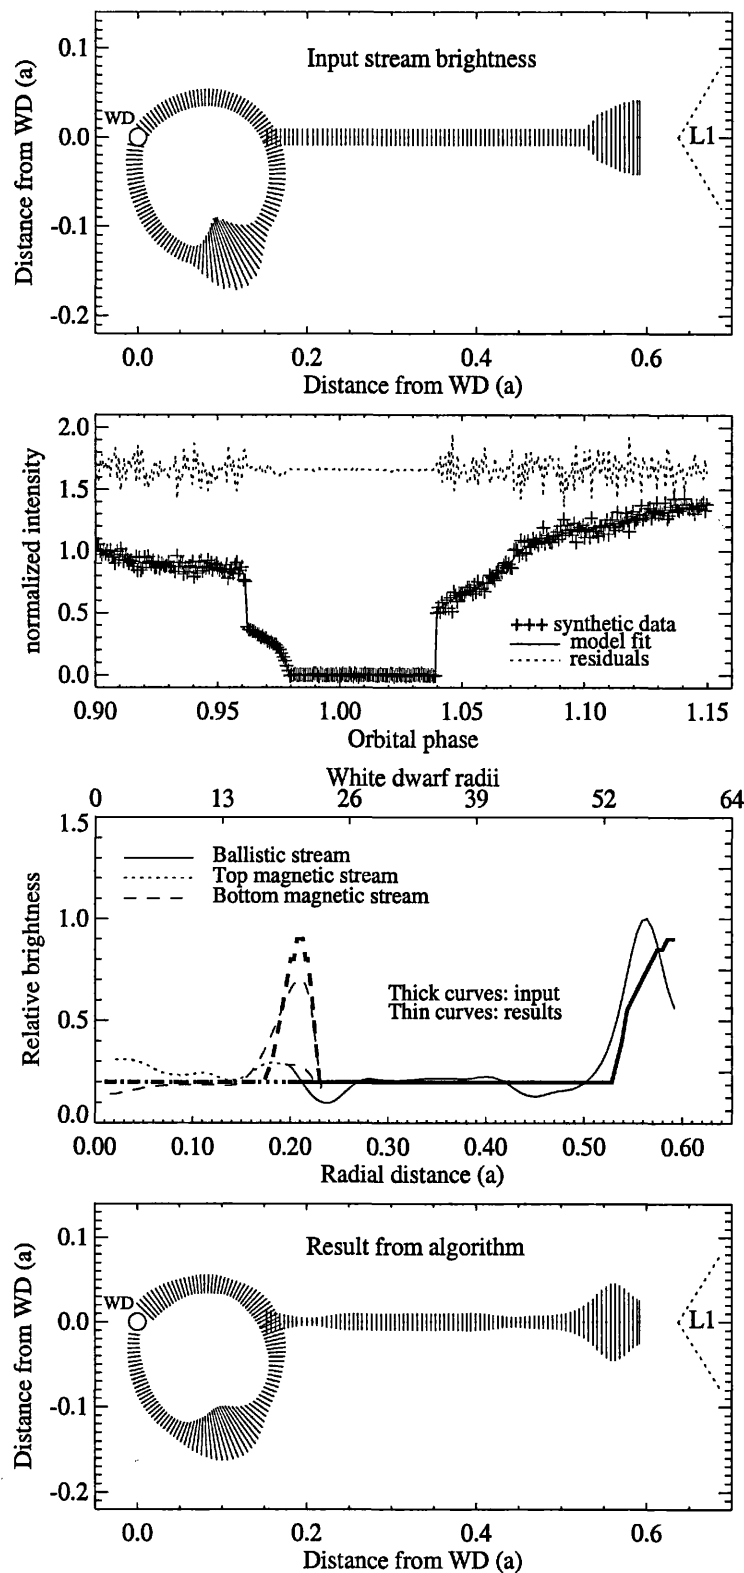 Input stream brightness
WD
L1
0.1
0.0
-0.1
-0.2
Distance from WD (a)
0.0 0.2 0.4 0.6
Distance from WD (a)
2.0
1.5
1.0
0.5
0.0
normalized intensity
+++ synthetic data
model fit
residuals
0.90 0.95 1.00 1.05 1.10 1.15
Orbital phase
White dwarf radii
0 13 26 39 52 64
1.5
1.0
0.5
0.0
Relative brightness
Ballistic stream
Top magnetic stream
Bottom magnetic stream
Thick curves: input
Thin curves: results
0.00 0.10 0.20 0.30 0.40 0.50 0.60
Radial distance (a)
Result from algorithm
WD
L1
0.1
0.0
-0.1
-0.2
Distance from WD (a)
0.0 0.2 0.4 0.6
Distance from WD (a)